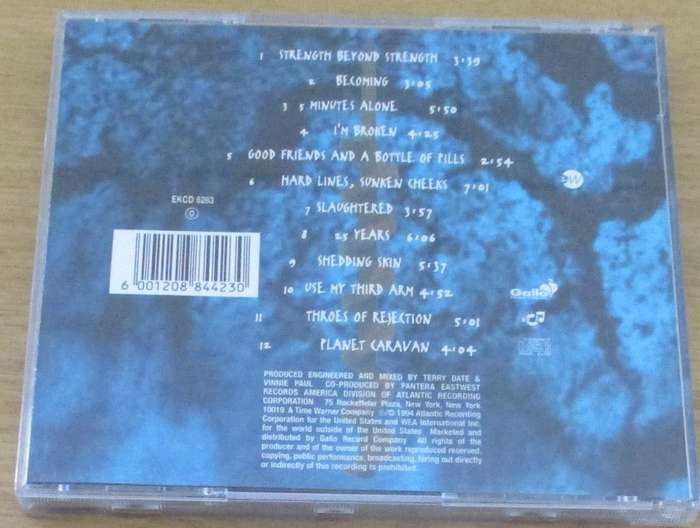 1 STRENGTH BEYOND STRENGTH 3:39
2 BECOMING 3:05
3 5 MINUTES ALONE 5:50
4 I'M BROKEN 4:25
5 GOOD FRIENDS AND A BOTTLE OF PILLS 2:54
6 HARD LINES, SUNKEN CHEEKS 7:01
7 SLAUGHTERED 3:57
8 25 YEARS 6:06
9 SHEDDING SKIN 5:37
10 USE MY THIRD ARM 4:52
11 THROES OF REJECTION 5:01
12 PLANET CARAVAN 4:04
EKCD 6283
6 001208 844230
ew
Gallo
PRODUCED ENGINEERED AND MIXED BY TERRY DATE &
VINNIE PAUL CO-PRODUCED BY PANTERA EASTWEST
RECORDS AMERICA DIVISION OF ATLANTIC RECORDING
CORPORATION 75 Rockefeller Plaza, New York, New York
10019. A Time Warner Company ℗/© 1994 Atlantic Recording
Corporation for the United States and WEA International Inc.
for the world outside of the United States Marketed and
distributed by Gallo Record Company All rights of the
producer and of the owner of the work reproduced reserved.
copying, public performance, broadcasting, hiring out directly
or indirectly of this recording is prohibited.